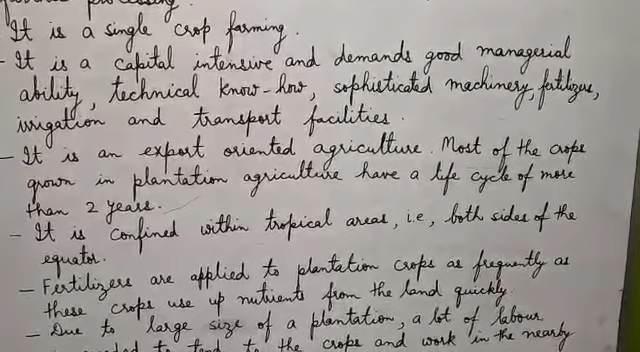 processing.
It is a single crop farming.
- It is a capital intensive and demands good managerial
ability, technical know-how, sophisticated machinery, fertilizers,
irrigation and transport facilities.
- It is an export oriented agriculture. Most of the crops
grown in plantation agriculture have a life cycle of more
than 2 years.
- It is confined within tropical areas, i.e, both sides of the
equator.
- Fertilizers are applied to plantation crops as frequently as
these crops use up nutrients from the land quickly.
- Due to large size of a plantation, a lot of labour
to tend to the crops and work in the nearby